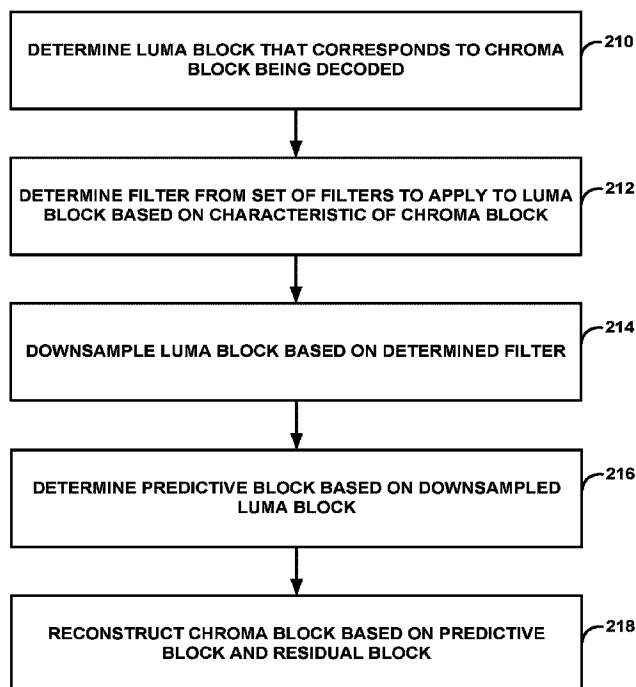 DETERMINE LUMA BLOCK THAT CORRESPONDS TO CHROMA
BLOCK BEING DECODED
210
DETERMINE FILTER FROM SET OF FILTERS TO APPLY TO LUMA
BLOCK BASED ON CHARACTERISTIC OF CHROMA BLOCK
212
DOWNSAMPLE LUMA BLOCK BASED ON DETERMINED FILTER
214
DETERMINE PREDICTIVE BLOCK BASED ON DOWNSAMPLED
LUMA BLOCK
216
RECONSTRUCT CHROMA BLOCK BASED ON PREDICTIVE
BLOCK AND RESIDUAL BLOCK
218